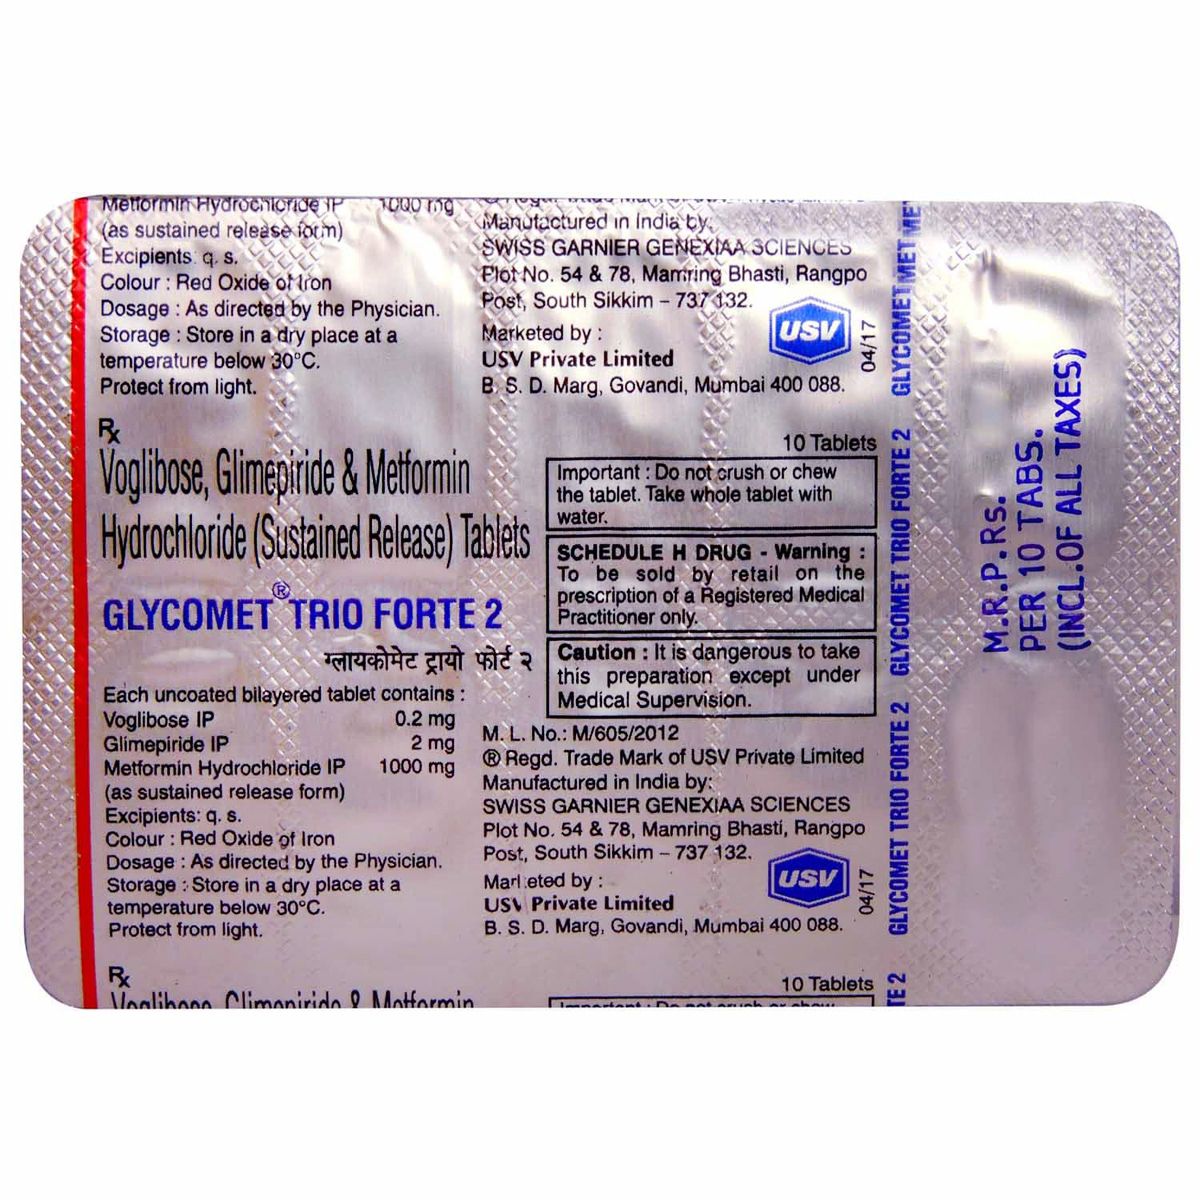 Metformin Hydrochloride IP 1000 mg
(as sustained release form)
Excipients: q. s.
Colour : Red Oxide of Iron
Dosage : As directed by the Physician.
Storage : Store in a dry place at a
temperature below 30°C.
Protect from light.
Manufactured in India by:
SWISS GARNIER GENEXIAA SCIENCES
Plot No. 54 & 78, Mamring Bhasti, Rangpo
Post, South Sikkim – 737 132.
Marketed by :
USV Private Limited
B. S. D. Marg, Govandi, Mumbai 400 088.
USV
04/17
Rx
Voglibose, Glimepiride & Metformin
Hydrochloride (Sustained Release) Tablets
GLYCOMET® TRIO FORTE 2
ग्लायकोमेट ट्रायो फोर्ट २
Each uncoated bilayered tablet contains :
Voglibose IP 0.2 mg
Glimepiride IP 2 mg
Metformin Hydrochloride IP 1000 mg
(as sustained release form)
Excipients: q. s.
Colour : Red Oxide of Iron
Dosage : As directed by the Physician.
Storage : Store in a dry place at a
temperature below 30°C.
Protect from light.
10 Tablets
Important : Do not crush or chew
the tablet. Take whole tablet with
water.
SCHEDULE H DRUG - Warning :
To be sold by retail on the
prescription of a Registered Medical
Practitioner only.
Caution : It is dangerous to take
this preparation except under
Medical Supervision.
M. L. No.: M/605/2012
® Regd. Trade Mark of USV Private Limited
Manufactured in India by:
SWISS GARNIER GENEXIAA SCIENCES
Plot No. 54 & 78, Mamring Bhasti, Rangpo
Post, South Sikkim – 737 132.
Marketed by :
USV Private Limited
B. S. D. Marg, Govandi, Mumbai 400 088.
USV
04/17
Rx
Voglibose, Glimepiride & Metformin
10 Tablets
Important : Do not crush or chew
GLYCOMET MET
GLYCOMET TRIO FORTE 2
GLYCOMET TRIO FORTE 2
TE 2
M.R.P. Rs.
PER 10 TABS.
(INCL.OF ALL TAXES)